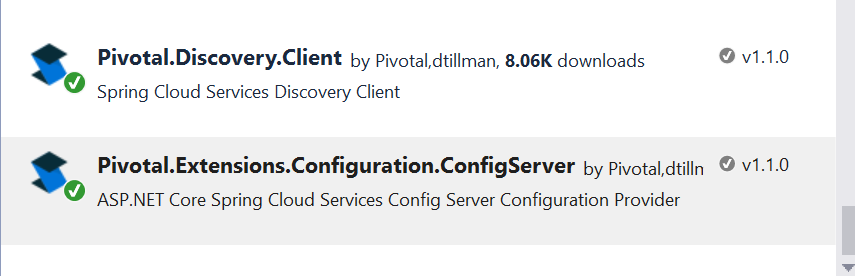 Pivotal.Discovery.Client by Pivotal,dtillman, 8.06K downloads v1.1.0
Spring Cloud Services Discovery Client
Pivotal.Extensions.Configuration.ConfigServer by Pivotal,dtilln v1.1.0
ASP.NET Core Spring Cloud Services Config Server Configuration Provider